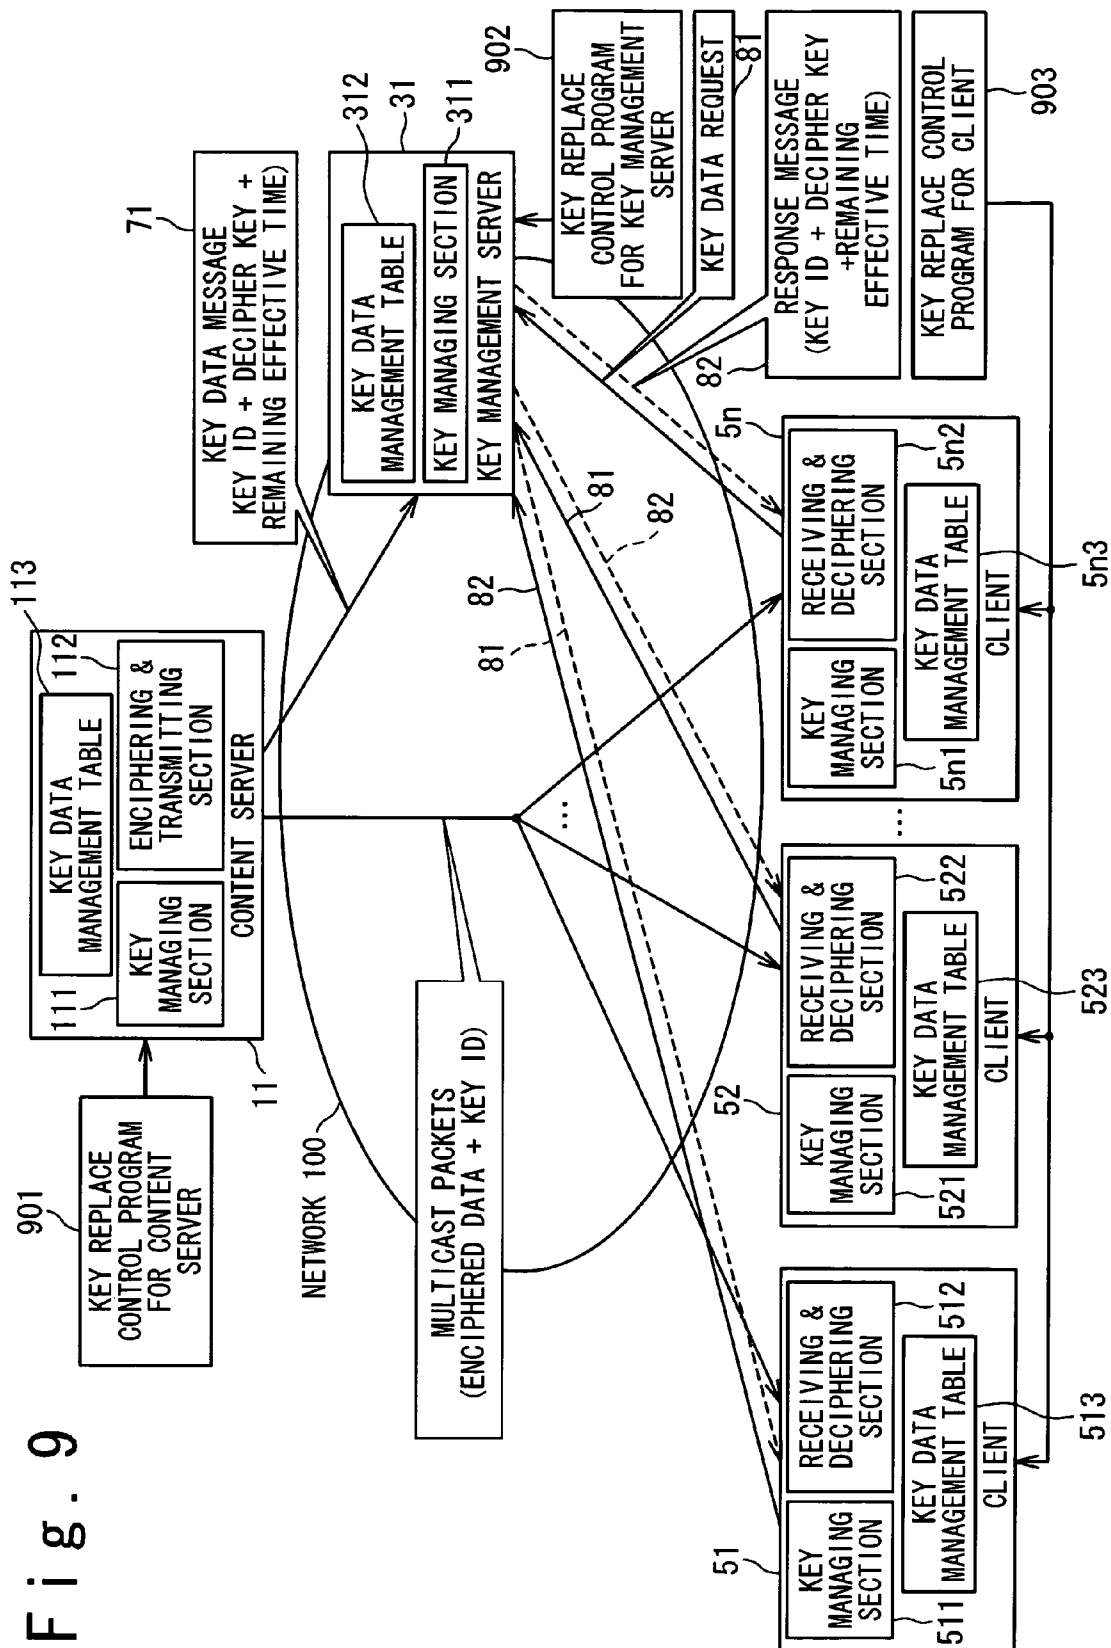 Fig. 9
901
KEY REPLACE
CONTROL PROGRAM
FOR CONTENT
SERVER
11
113
KEY DATA
MANAGEMENT TABLE
111
KEY
MANAGING
SECTION
112
ENCIPHERING &
TRANSMITTING
SECTION
CONTENT SERVER
71
KEY DATA MESSAGE
KEY ID + DECIPHER KEY +
REMAINING EFFECTIVE TIME)
NETWORK 100
MULTICAST PACKETS
(ENCIPHERED DATA + KEY ID)
...
312
31
311
KEY DATA
MANAGEMENT TABLE
KEY MANAGING SECTION
KEY MANAGEMENT SERVER
902
KEY REPLACE
CONTROL PROGRAM
FOR KEY MANAGEMENT
SERVER
KEY DATA REQUEST
81
82
RESPONSE MESSAGE
(KEY ID + DECIPHER KEY
+REMAINING
EFFECTIVE TIME)
KEY REPLACE CONTROL
PROGRAM FOR CLIENT
903
82
81
81
82
51
KEY
MANAGING
SECTION
511
RECEIVING &
DECIPHERING
SECTION
512
KEY DATA
MANAGEMENT TABLE
513
CLIENT
52
KEY
MANAGING
SECTION
521
RECEIVING &
DECIPHERING
SECTION
522
KEY DATA
MANAGEMENT TABLE
523
CLIENT
...
5n
KEY
MANAGING
SECTION
5n1
RECEIVING &
DECIPHERING
SECTION
5n2
KEY DATA
MANAGEMENT TABLE
5n3
CLIENT